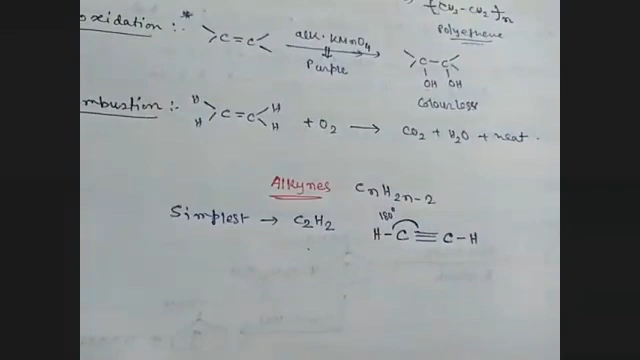 {CH2-CH2}n
Polyethene
oxidation :- *
C=C alk. KMnO4
Purple
C-C
OH OH
Colourless
mbustion :- H H
C=C + O2 → CO2 + H2O + heat.
H H
Alkynes CnH2n-2
180°
Simplest → C2H2 H-C≡C-H